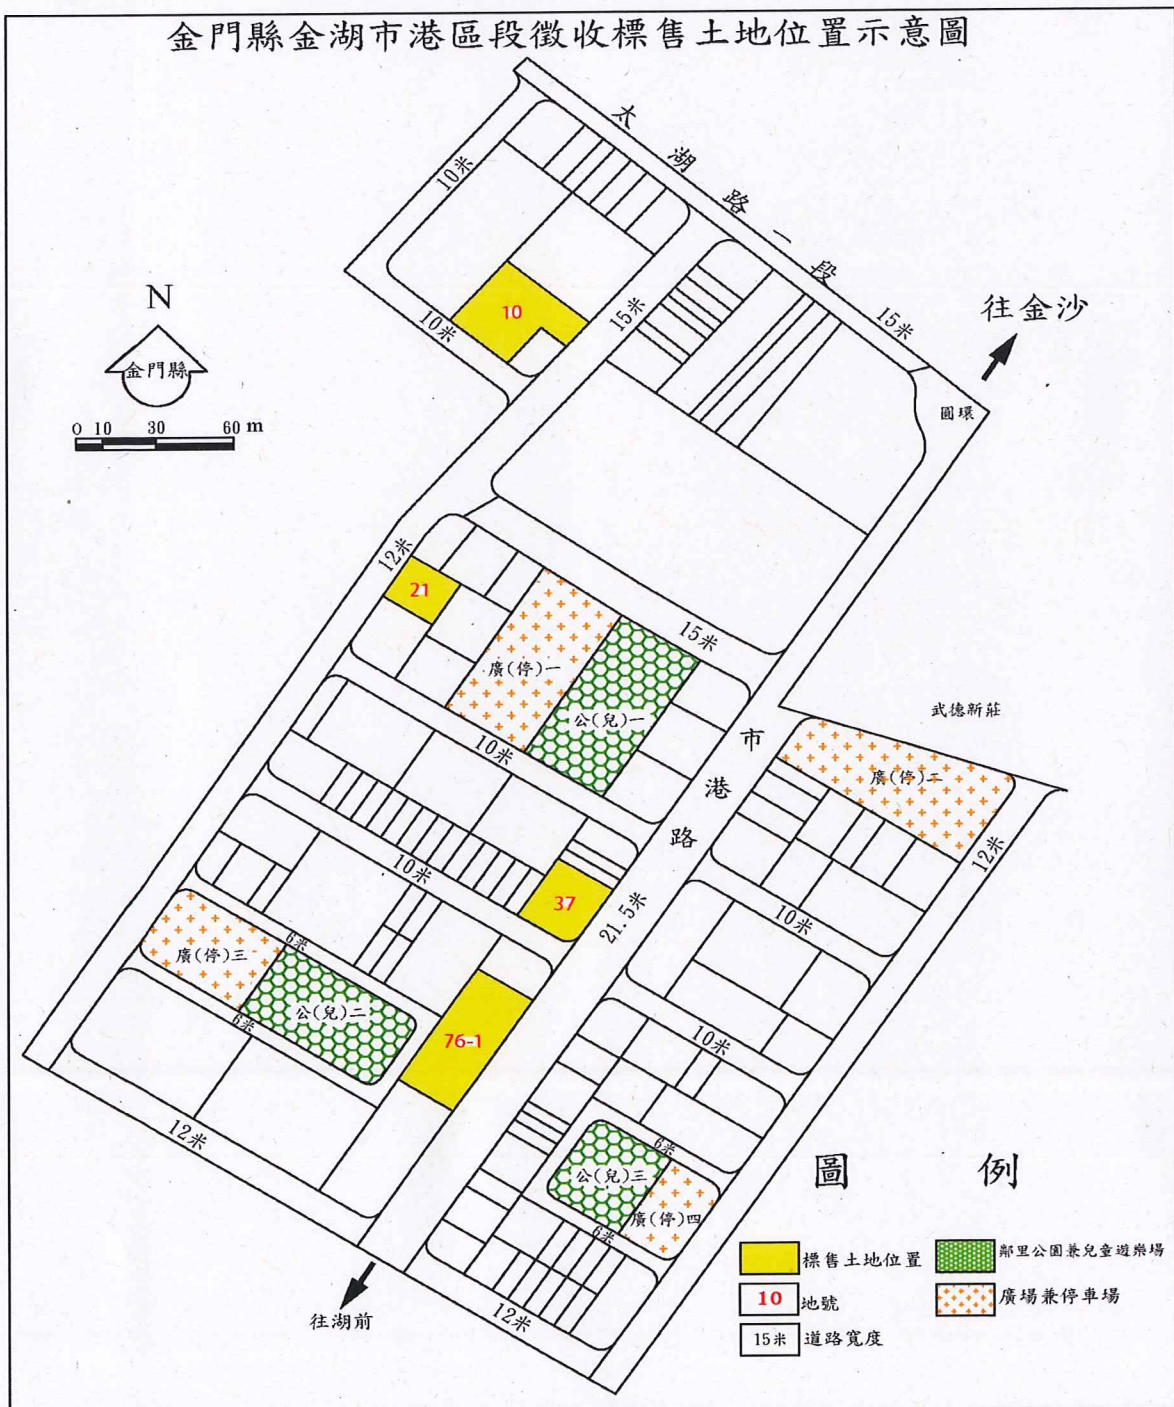 金門縣金湖市港區段徵收標售土地位置示意圖
太湖路一段
10米
15米
往金沙
N
10
15米
10米
金門縣
圓環
0 10 30 60 m
12米
21
15米
廣(停)一
公(兒)一
武德新莊
市港路
10米
廣(停)二
12米
10米
37
21.5米
10米
6米
廣(停)三
公(兒)二
6米
76-1
10米
12米
6米
公(兒)三
廣(停)四
6米
12米
往湖前
圖例
標售土地位置
鄰里公園兼兒童遊樂場
10 地號
廣場兼停車場
15米 道路寬度